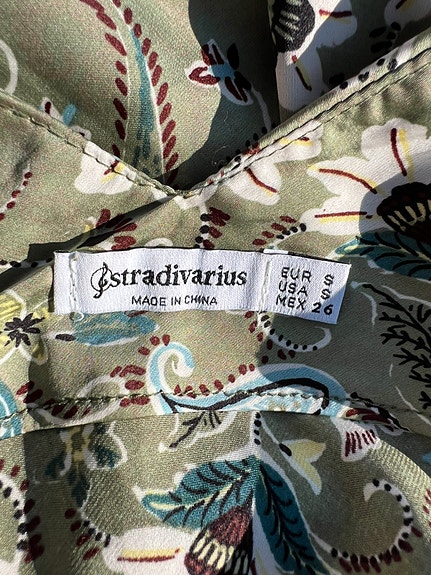 stradivarius
MADE IN CHINA
EUR S
USA S
MEX 26